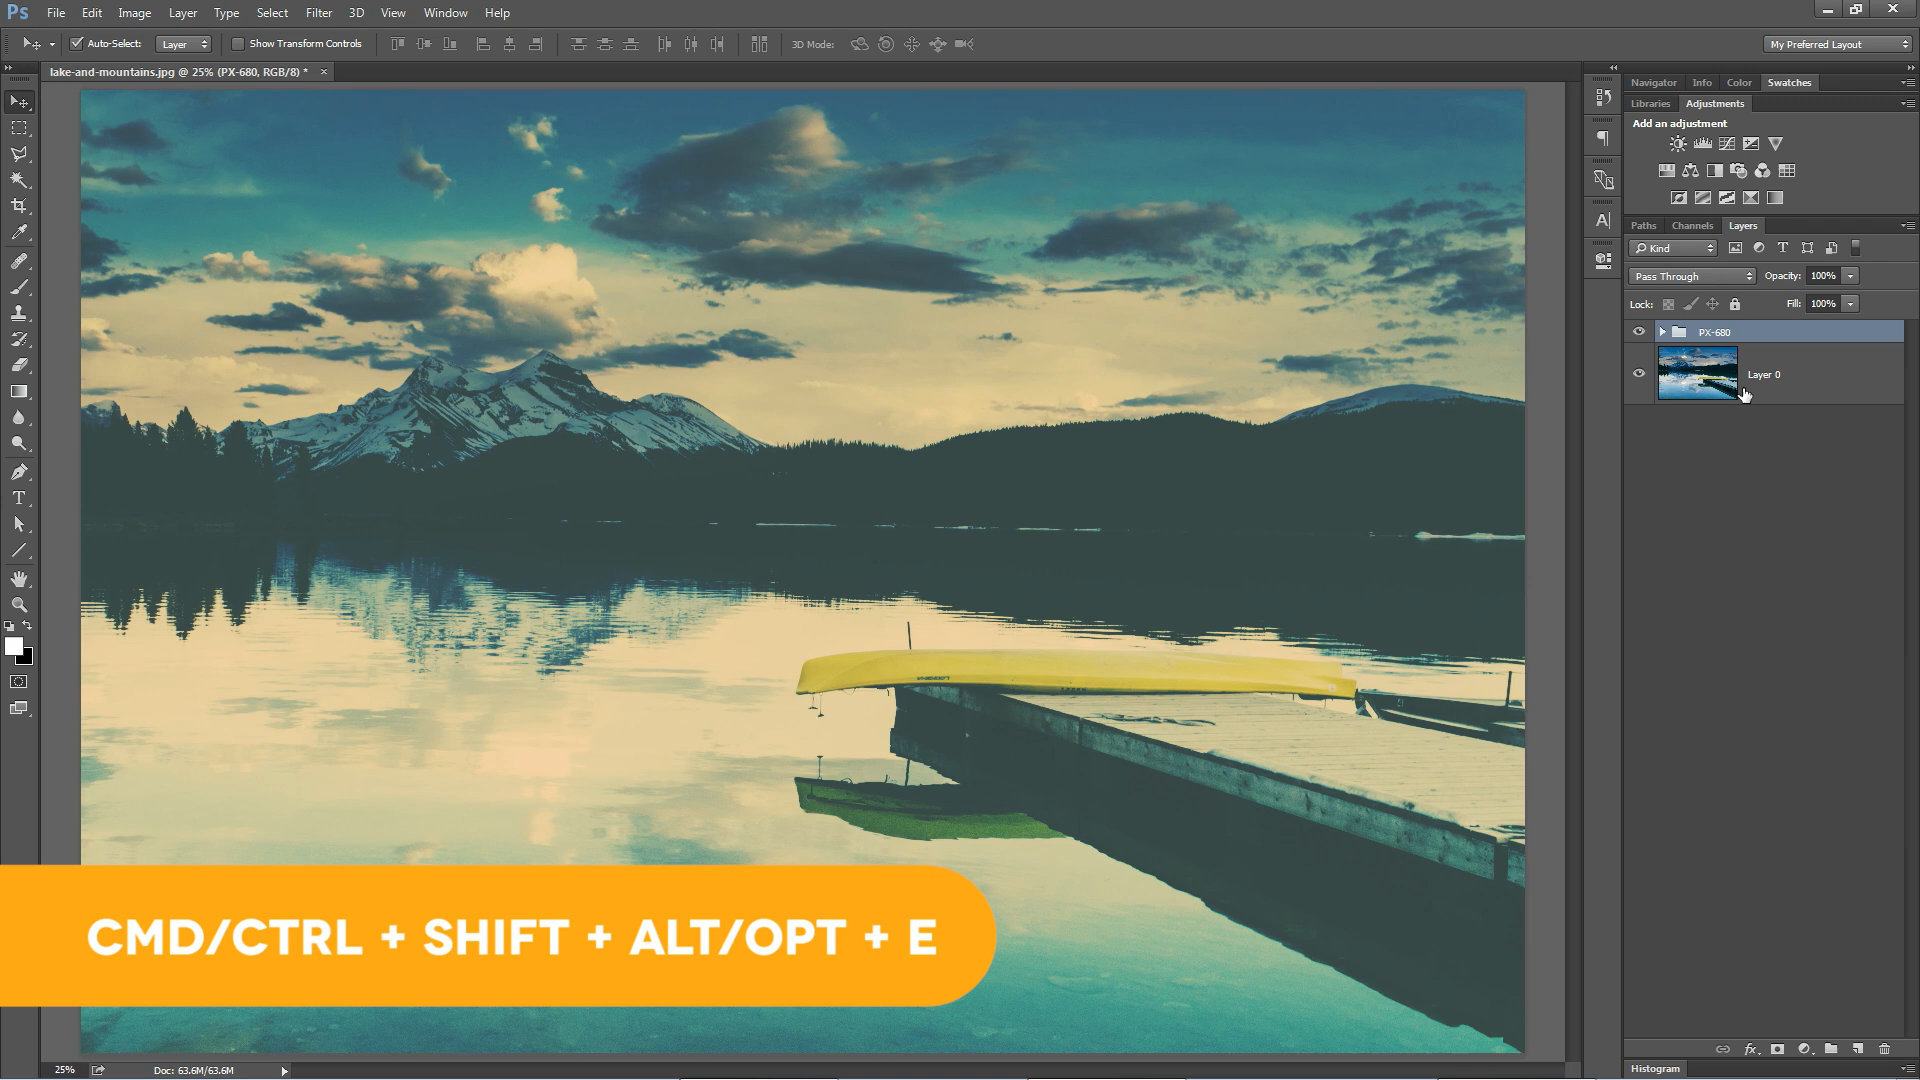 Ps File Edit Image Layer Type Select Filter 3D View Window Help
Auto-Select: Layer Show Transform Controls 3D Mode: My Preferred Layout
lake-and-mountains.jpg @ 25% (PX-680, RGB/8) * ×
Navigator Info Color Swatches
Libraries Adjustments
Add an adjustment
Paths Channels Layers
Kind
Pass Through Opacity: 100%
Lock: Fill: 100%
PX-680
Layer 0
CMD/CTRL + SHIFT + ALT/OPT + E
25% Doc: 63.6M/63.6M
Histogram